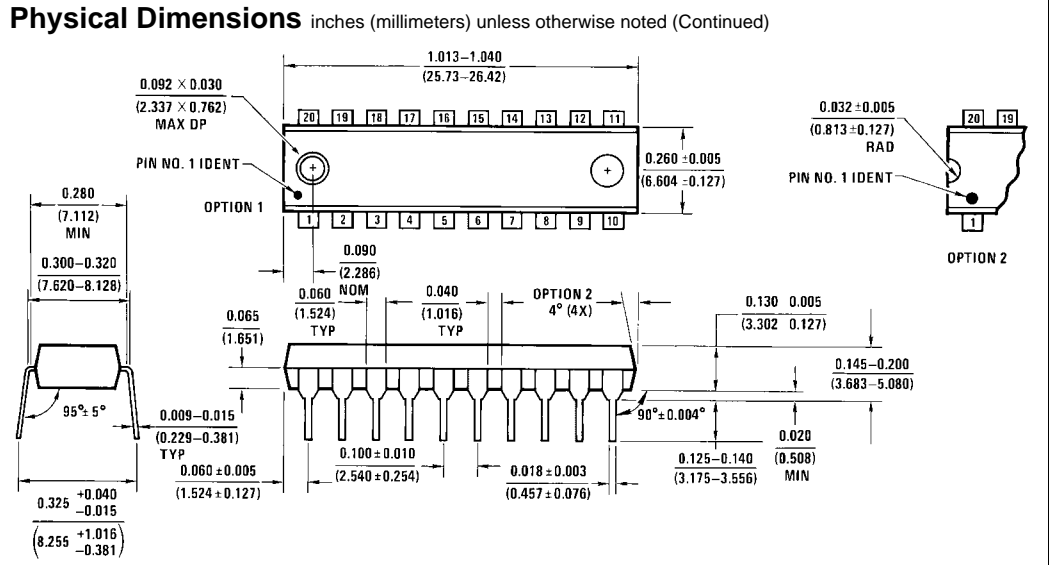 Physical Dimensions inches (millimeters) unless otherwise noted (Continued)
1.013–1.040
(25.73–26.42)
0.092 × 0.030
(2.337 × 0.762)
MAX DP
20 19 18 17 16 15 14 13 12 11
0.032 ±0.005
(0.813 ±0.127)
RAD
20 19
PIN NO. 1 IDENT
0.260 ±0.005
(6.604 ±0.127)
PIN NO. 1 IDENT
OPTION 1
1 2 3 4 5 6 7 8 9 10
1
OPTION 2
0.280
(7.112)
MIN
0.090
(2.286)
NOM
0.300–0.320
(7.620–8.128)
0.060
(1.524)
TYP
0.040
(1.016)
TYP
OPTION 2
4° (4X)
0.130 0.005
(3.302 0.127)
0.065
(1.651)
0.145–0.200
(3.683–5.080)
95° ± 5°
90° ± 0.004°
0.009–0.015
(0.229–0.381)
TYP
0.020
(0.508)
MIN
0.100 ± 0.010
(2.540 ± 0.254)
0.125–0.140
(3.175–3.556)
0.060 ± 0.005
(1.524 ± 0.127)
0.018 ± 0.003
(0.457 ± 0.076)
0.325 +0.040
−0.015
(8.255 +1.016
−0.381)